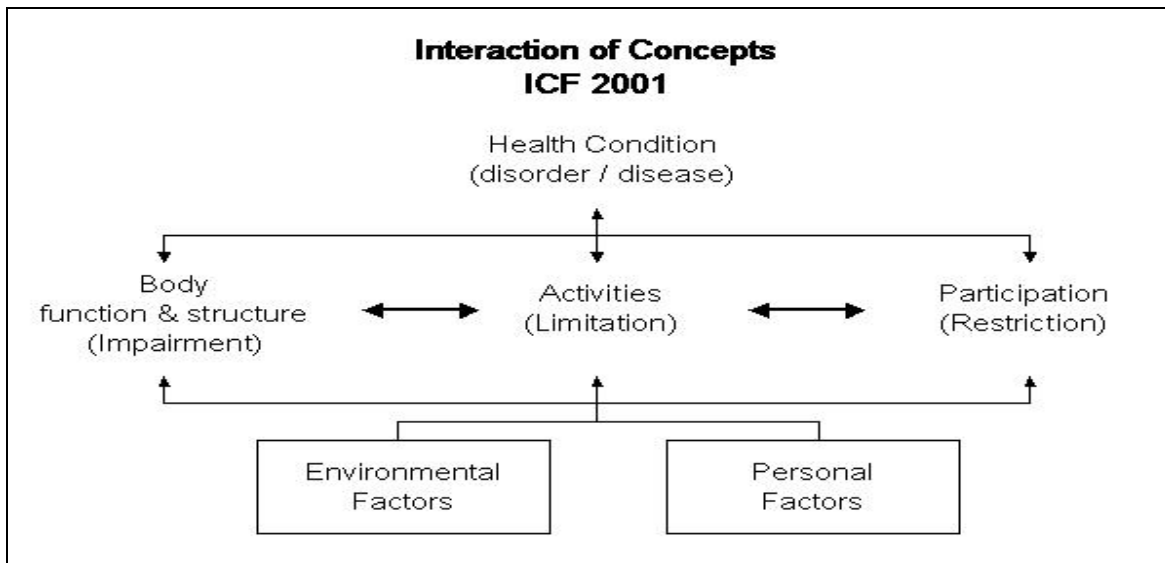 Interaction of Concepts
ICF 2001
Health Condition
(disorder / disease)
Body
function & structure
(Impairment)
Activities
(Limitation)
Participation
(Restriction)
Environmental
Factors
Personal
Factors